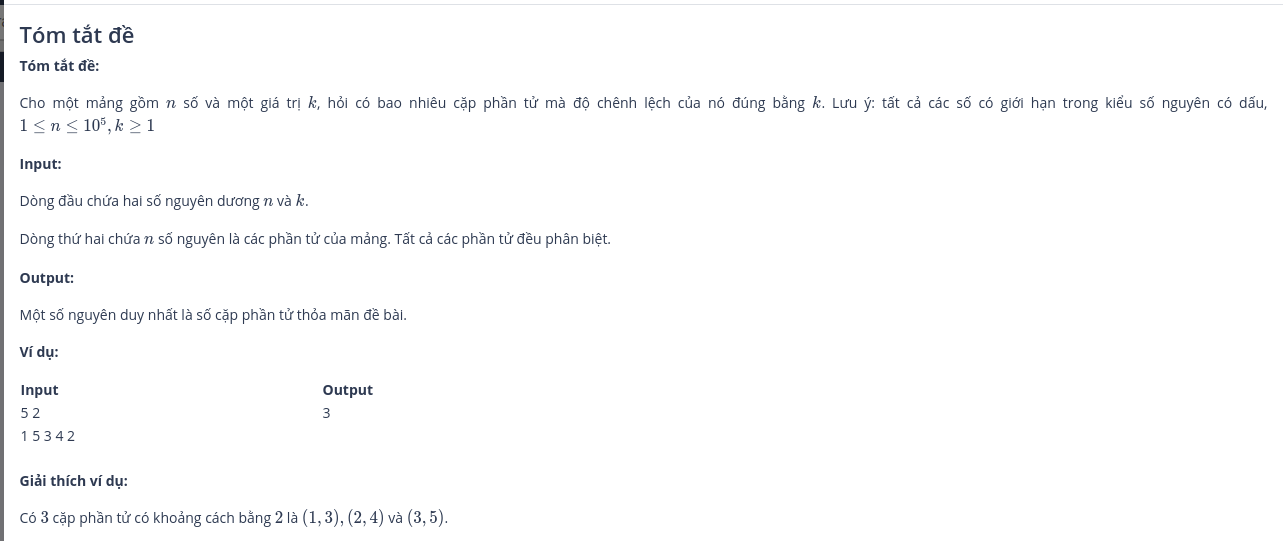 Tóm tắt đề
Tóm tắt đề:
Cho một mảng gồm n số và một giá trị k, hỏi có bao nhiêu cặp phần tử mà độ chênh lệch của nó đúng bằng k. Lưu ý: tất cả các số có giới hạn trong kiểu số nguyên có dấu,
1 ≤ n ≤ 10⁵, k ≥ 1
Input:
Dòng đầu chứa hai số nguyên dương n và k.
Dòng thứ hai chứa n số nguyên là các phần tử của mảng. Tất cả các phần tử đều phân biệt.
Output:
Một số nguyên duy nhất là số cặp phần tử thỏa mãn đề bài.
Ví dụ:
Input Output
5 2 3
1 5 3 4 2
Giải thích ví dụ:
Có 3 cặp phần tử có khoảng cách bằng 2 là (1, 3), (2, 4) và (3, 5).